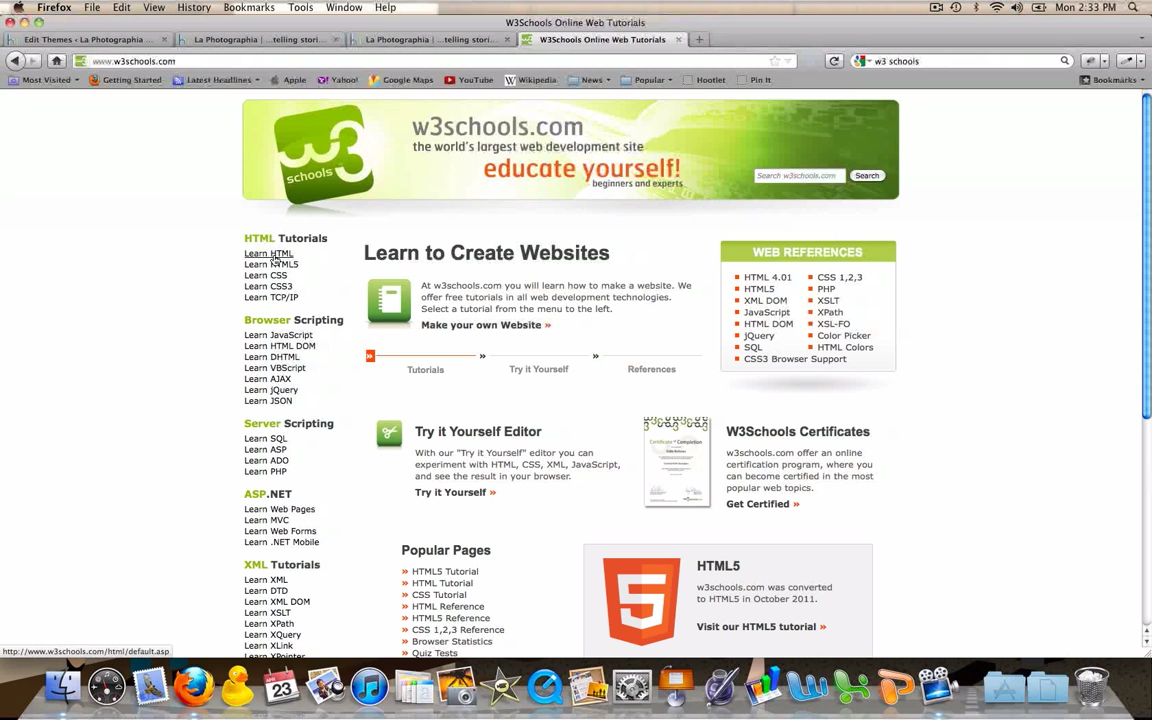 Firefox File Edit View History Bookmarks Tools Window Help Mon 2:33 PM
W3Schools Online Web Tutorials
Edit Themes ‹ La Photographia La Photographia | ...telling stori... La Photographia | ...telling stori... W3Schools Online Web Tutorials
www.w3schools.com w3 schools
Most Visited Getting Started Latest Headlines Apple Yahoo! Google Maps YouTube Wikipedia News Popular Hootlet Pin It Bookmarks
w3schools.com
the world's largest web development site
educate yourself!
beginners and experts
w3
schools
Search w3schools.com Search
HTML Tutorials
Learn HTML
Learn HTML5
Learn CSS
Learn CSS3
Learn TCP/IP
Browser Scripting
Learn JavaScript
Learn HTML DOM
Learn DHTML
Learn VBScript
Learn AJAX
Learn jQuery
Learn JSON
Server Scripting
Learn SQL
Learn ASP
Learn ADO
Learn PHP
ASP.NET
Learn Web Pages
Learn MVC
Learn Web Forms
Learn .NET Mobile
XML Tutorials
Learn XML
Learn DTD
Learn XML DOM
Learn XSLT
Learn XPath
Learn XQuery
Learn XLink
Learn XPointer
Learn to Create Websites
At w3schools.com you will learn how to make a website. We
offer free tutorials in all web development technologies.
Select a tutorial from the menu to the left.
Make your own Website »
» » »
Tutorials Try it Yourself References
WEB REFERENCES
HTML 4.01 CSS 1,2,3
HTML5 PHP
XML DOM XSLT
JavaScript XPath
HTML DOM XSL-FO
jQuery Color Picker
SQL HTML Colors
CSS3 Browser Support
Try it Yourself Editor
With our "Try it Yourself" editor you can
experiment with HTML, CSS, XML, JavaScript,
and see the result in your browser.
Try it Yourself »
Certificate of Completion
W3Schools Certificates
w3schools.com offer an online
certification program, where you
can become certified in the most
popular web topics.
Get Certified »
Popular Pages
» HTML5 Tutorial
» HTML Tutorial
» CSS Tutorial
» HTML Reference
» HTML5 Reference
» CSS 1,2,3 Reference
» Browser Statistics
» Quiz Tests
5
HTML5
w3schools.com was converted
to HTML5 in October 2011.
Visit our HTML5 tutorial »
http://www.w3schools.com/html/default.asp
23